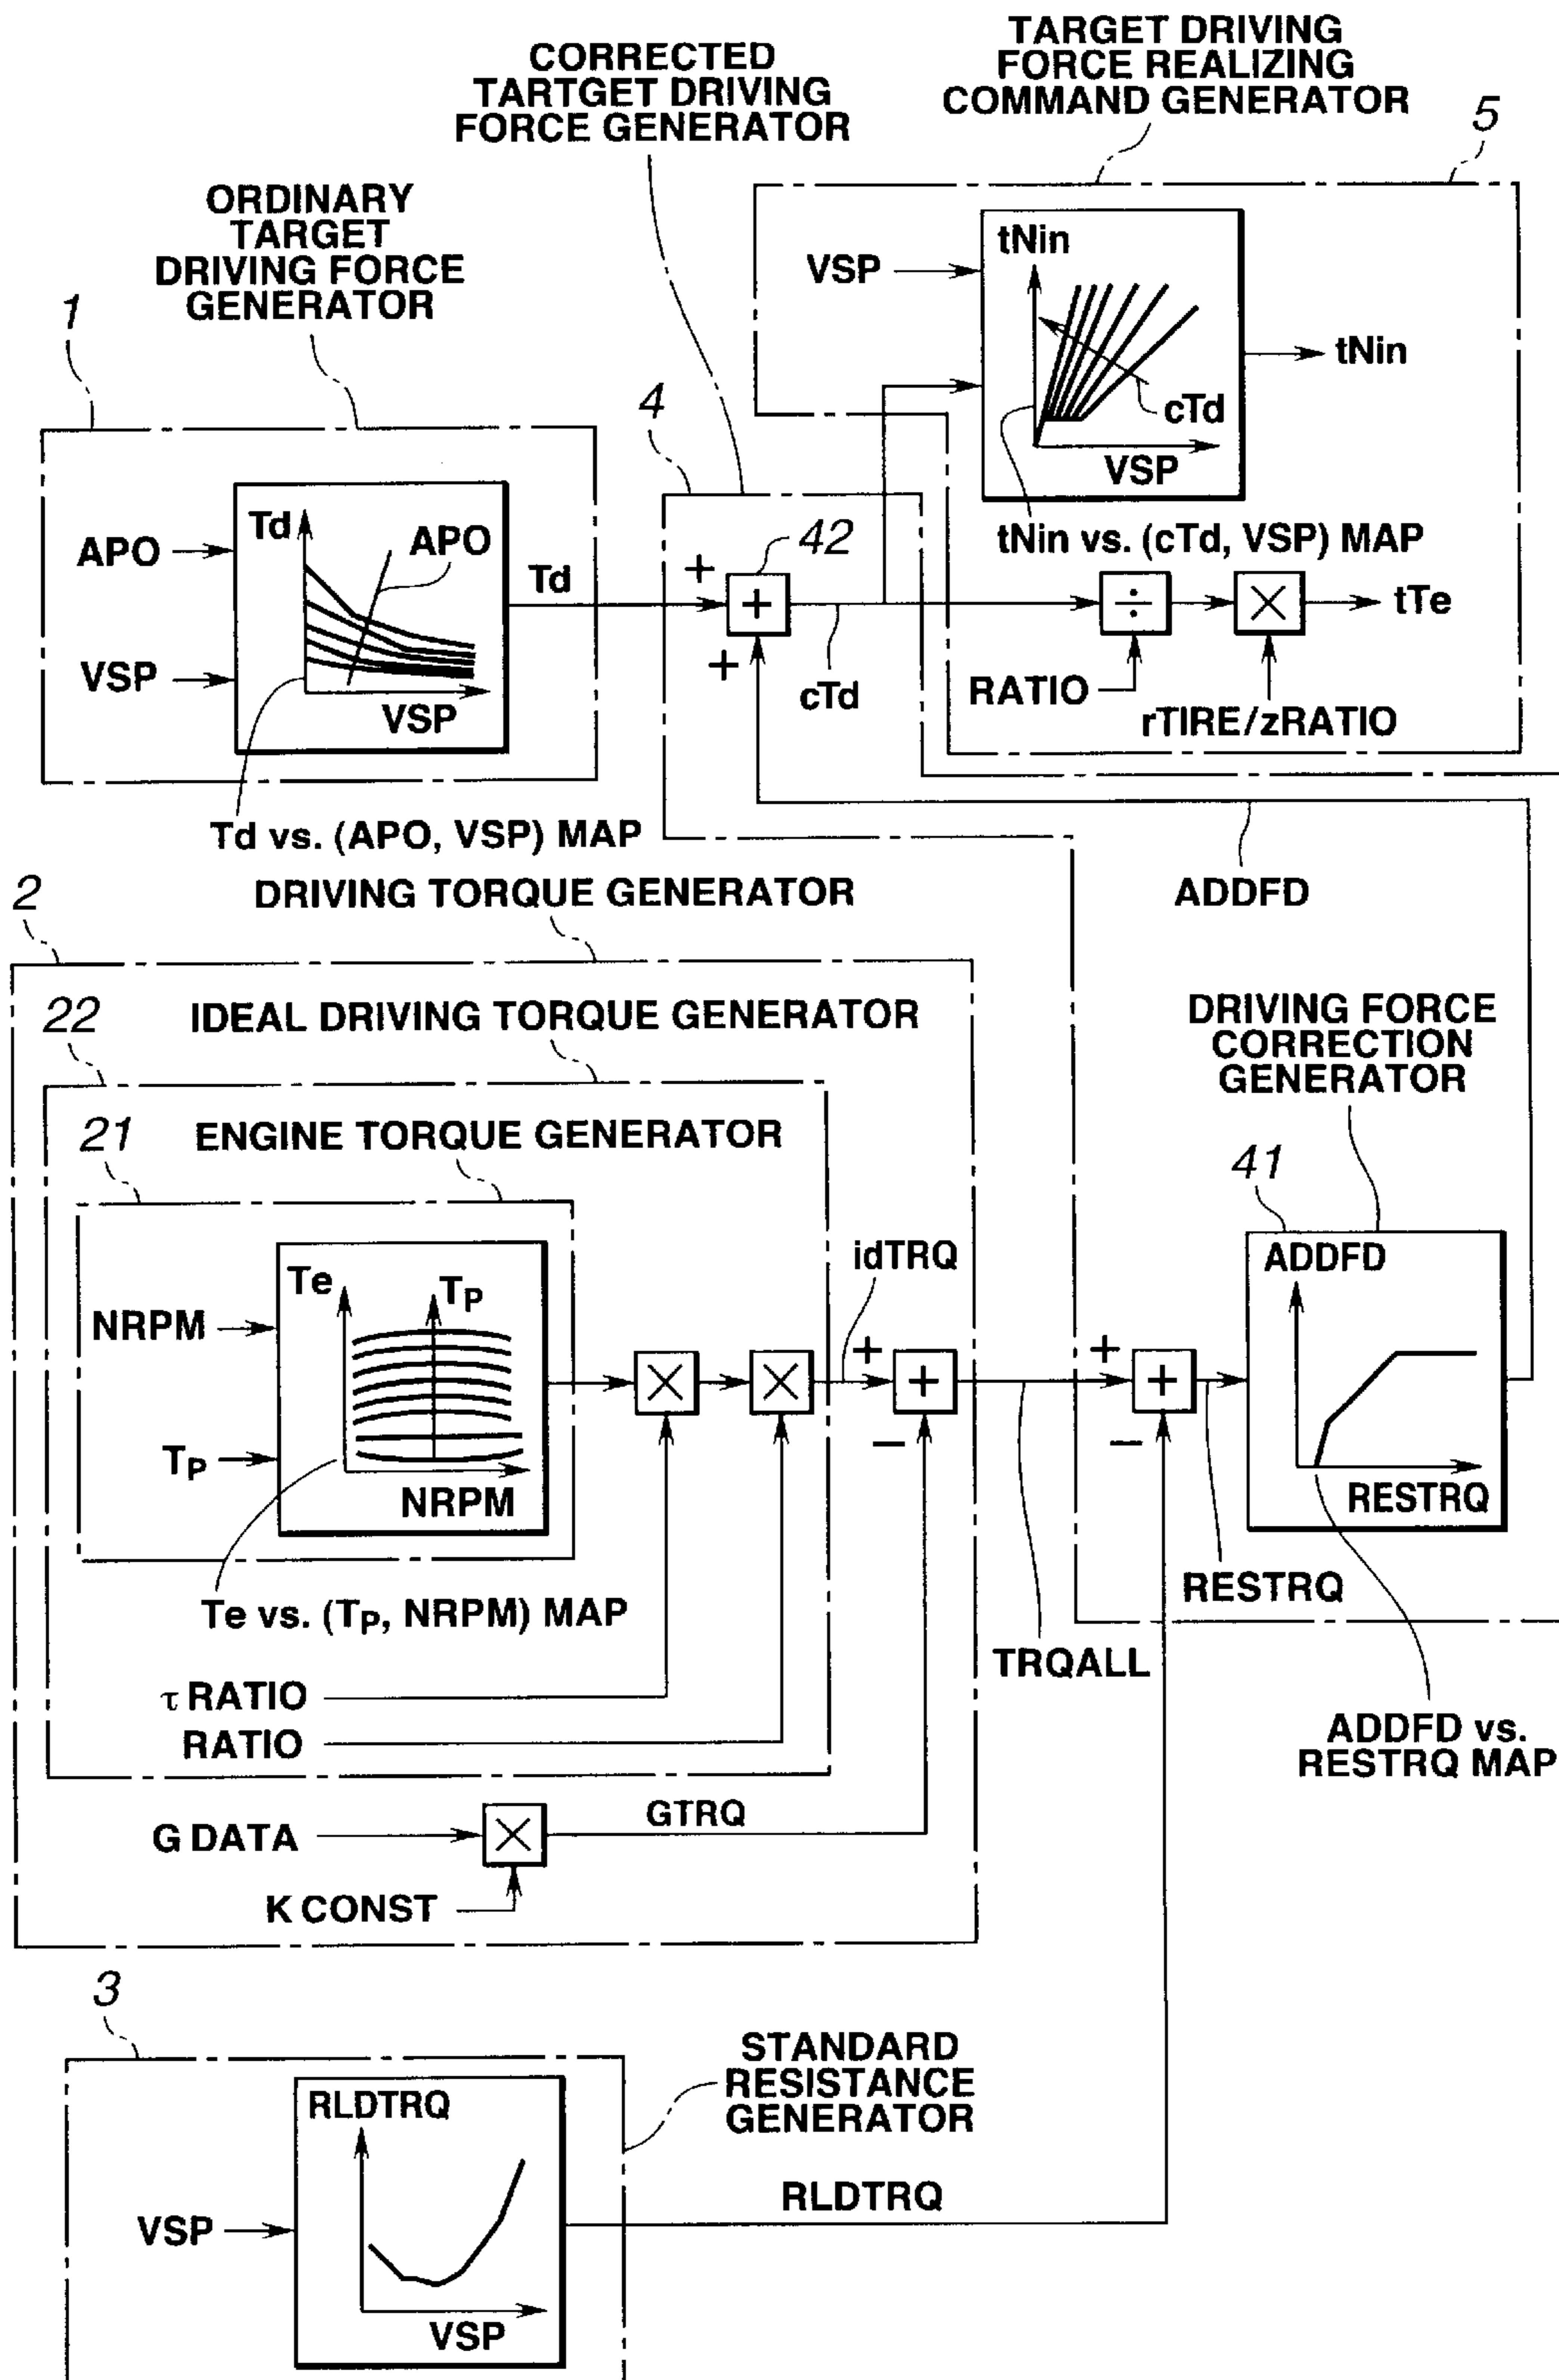 CORRECTED
TARTGET DRIVING
FORCE GENERATOR
TARGET DRIVING
FORCE REALIZING
COMMAND GENERATOR
5
ORDINARY
TARGET
DRIVING FORCE
GENERATOR
1
VSP
tNin
cTd
VSP
tNin
tNin vs. (cTd, VSP) MAP
4
APO
VSP
Td
APO
VSP
Td
+
42
+
+
cTd
÷
×
tTe
RATIO
rTIRE/zRATIO
Td vs. (APO, VSP) MAP
ADDFD
2
DRIVING TORQUE GENERATOR
22
IDEAL DRIVING TORQUE GENERATOR
21
ENGINE TORQUE GENERATOR
DRIVING FORCE
CORRECTION
GENERATOR
41
NRPM
TP
Te
TP
NRPM
×
×
idTRQ
+
+
−
+
+
−
ADDFD
RESTRQ
RESTRQ
Te vs. (TP, NRPM) MAP
TRQALL
τ RATIO
RATIO
ADDFD vs.
RESTRQ MAP
G DATA
×
GTRQ
K CONST
3
STANDARD
RESISTANCE
GENERATOR
VSP
RLDTRQ
VSP
RLDTRQ